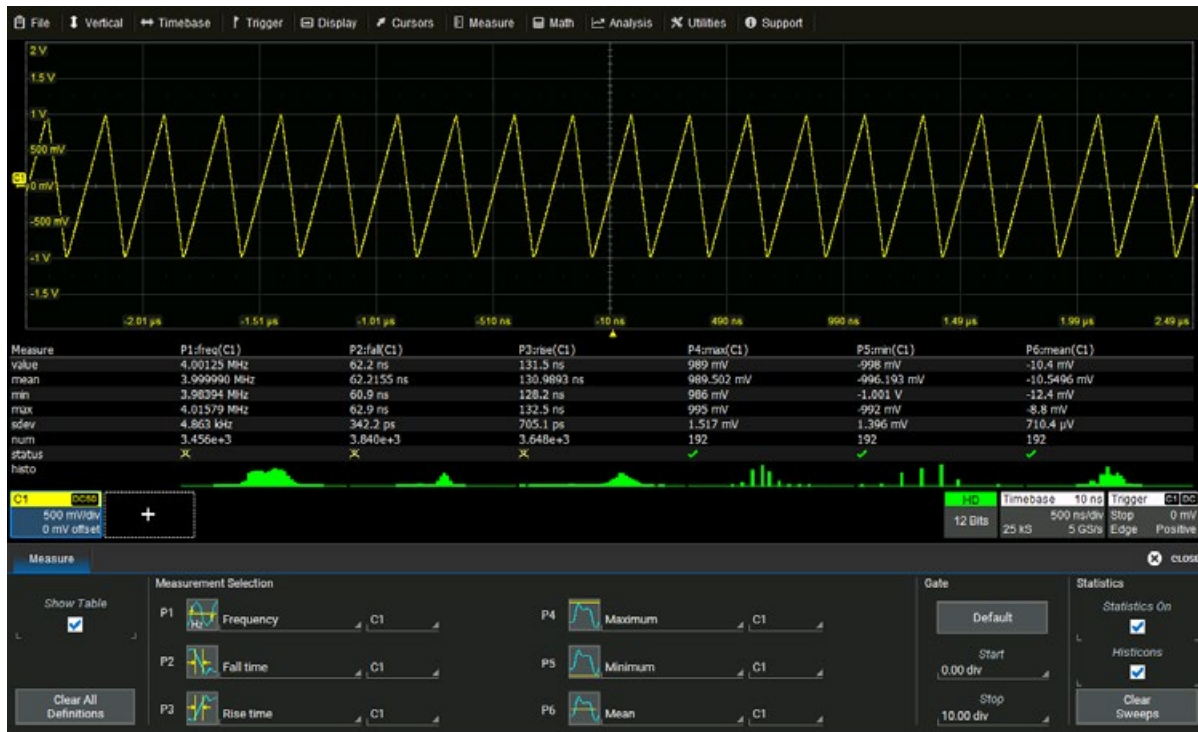 File Vertical Timebase Trigger Display Cursors Measure Math Analysis Utilities Support
2 V
1.5 V
1 V
500 mV
C1
0 mV
-500 mV
-1 V
-1.5 V
-2.01 µs -1.51 µs -1.01 µs -510 ns -10 ns 490 ns 990 ns 1.49 µs 1.99 µs 2.49 µs
Measure P1:freq(C1) P2:fall(C1) P3:rise(C1) P4:max(C1) P5:min(C1) P6:mean(C1)
value 4.00125 MHz 62.2 ns 131.5 ns 989 mV -998 mV -10.4 mV
mean 3.999990 MHz 62.2155 ns 130.9893 ns 989.502 mV -996.193 mV -10.5496 mV
min 3.98394 MHz 60.9 ns 128.2 ns 986 mV -1.001 V -12.4 mV
max 4.01579 MHz 62.9 ns 132.5 ns 995 mV -992 mV -8.8 mV
sdev 4.863 kHz 342.2 ps 705.1 ps 1.517 mV 1.396 mV 710.4 µV
num 3.456e+3 3.840e+3 3.648e+3 192 192 192
status
histo
C1 DC50
500 mV/div
0 mV offset
+
HD
12 Bits
Timebase 10 ns
500 ns/div
25 kS 5 GS/s
Trigger C1 DC
Stop 0 mV
Edge Positive
Measure
CLOSE
Show Table
Clear All
Definitions
Measurement Selection
P1 Hz Frequency C1
P2 Fall time C1
P3 Rise time C1
P4 Maximum C1
P5 Minimum C1
P6 Mean C1
Gate
Default
Start
0.00 div
Stop
10.00 div
Statistics
Statistics On
Histicons
Clear
Sweeps